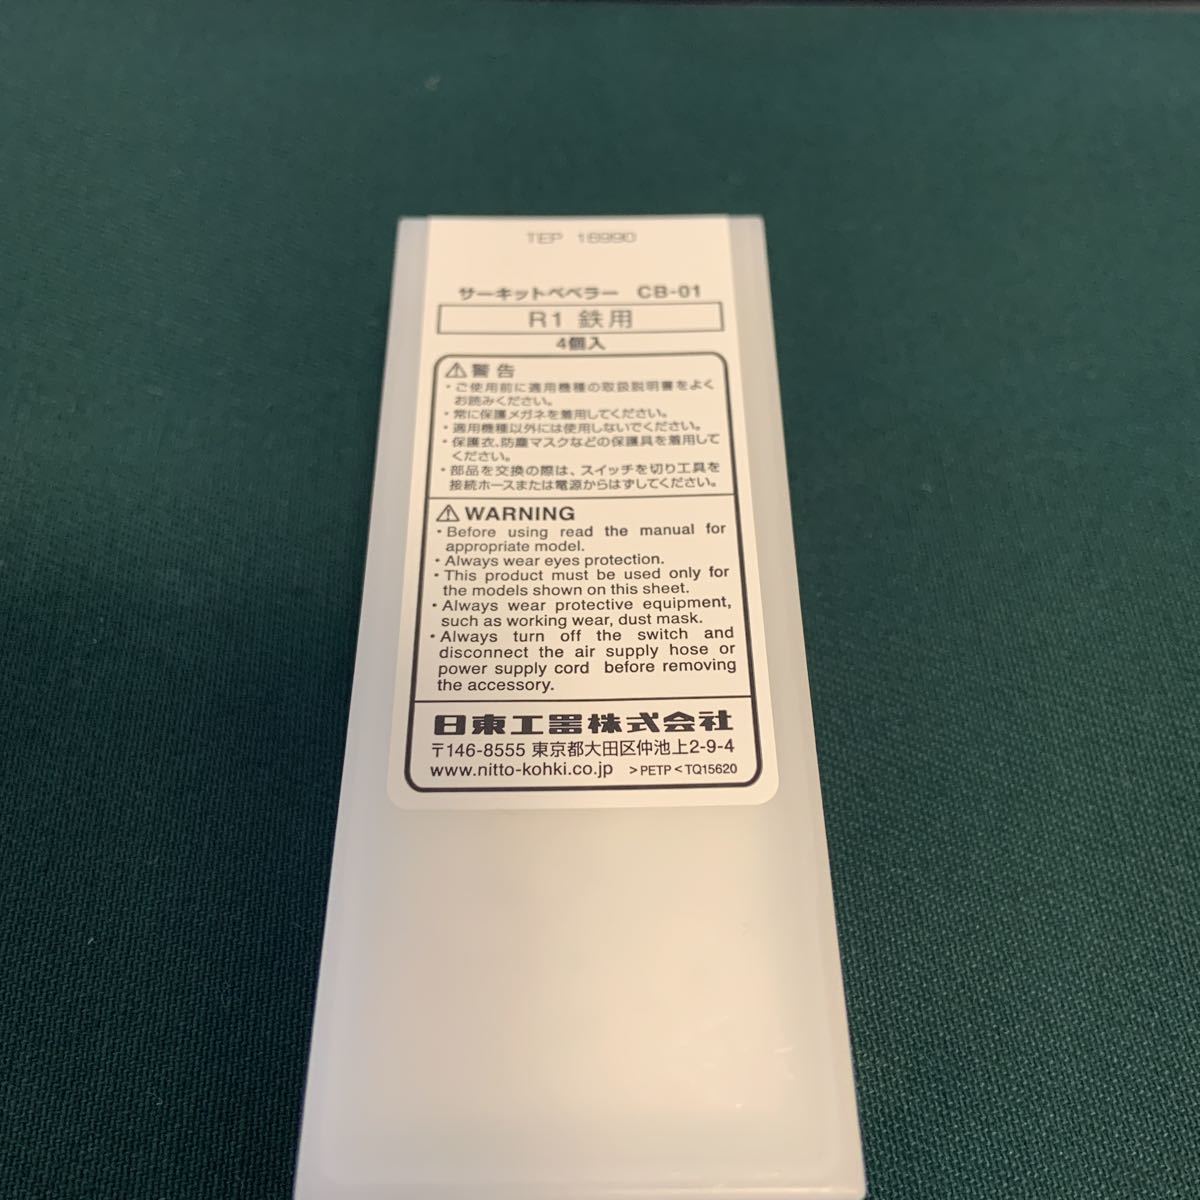 TEP 16990
サーキットベベラー CB-01
R1 鉄用
4個入
⚠警告
・ご使用前に適用機種の取扱説明書をよく
お読みください。
・常に保護メガネを着用してください。
・適用機種以外には使用しないでください。
・保護衣、防塵マスクなどの保護具を着用して
ください。
・部品を交換の際は、スイッチを切り工具を
接続ホースまたは電源からはずしてください。
⚠WARNING
・Before using read the manual for
appropriate model.
・Always wear eyes protection.
・This product must be used only for
the models shown on this sheet.
・Always wear protective equipment,
such as working wear, dust mask.
・Always turn off the switch and
disconnect the air supply hose or
power supply cord before removing
the accessory.
日東工器株式会社
〒146-8555 東京都大田区仲池上2-9-4
www.nitto-kohki.co.jp >PETP<TQ15620